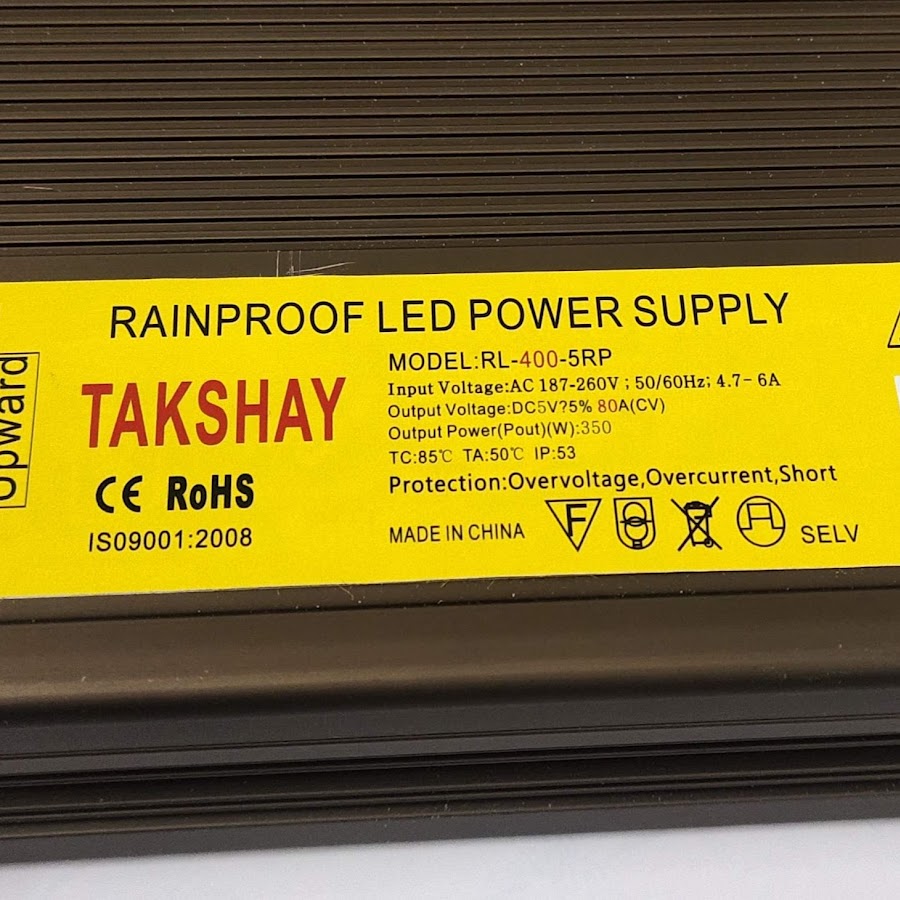 RAINPROOF LED POWER SUPPLY
Upward
TAKSHAY
CE RoHS
IS09001:2008
MODEL:RL-400-5RP
Input Voltage:AC 187-260V ; 50/60Hz; 4.7- 6A
Output Voltage:DC5V?5% 80A(CV)
Output Power(Pout)(W):350
TC:85℃ TA:50℃ IP:53
Protection:Overvoltage,Overcurrent,Short
MADE IN CHINA F SELV